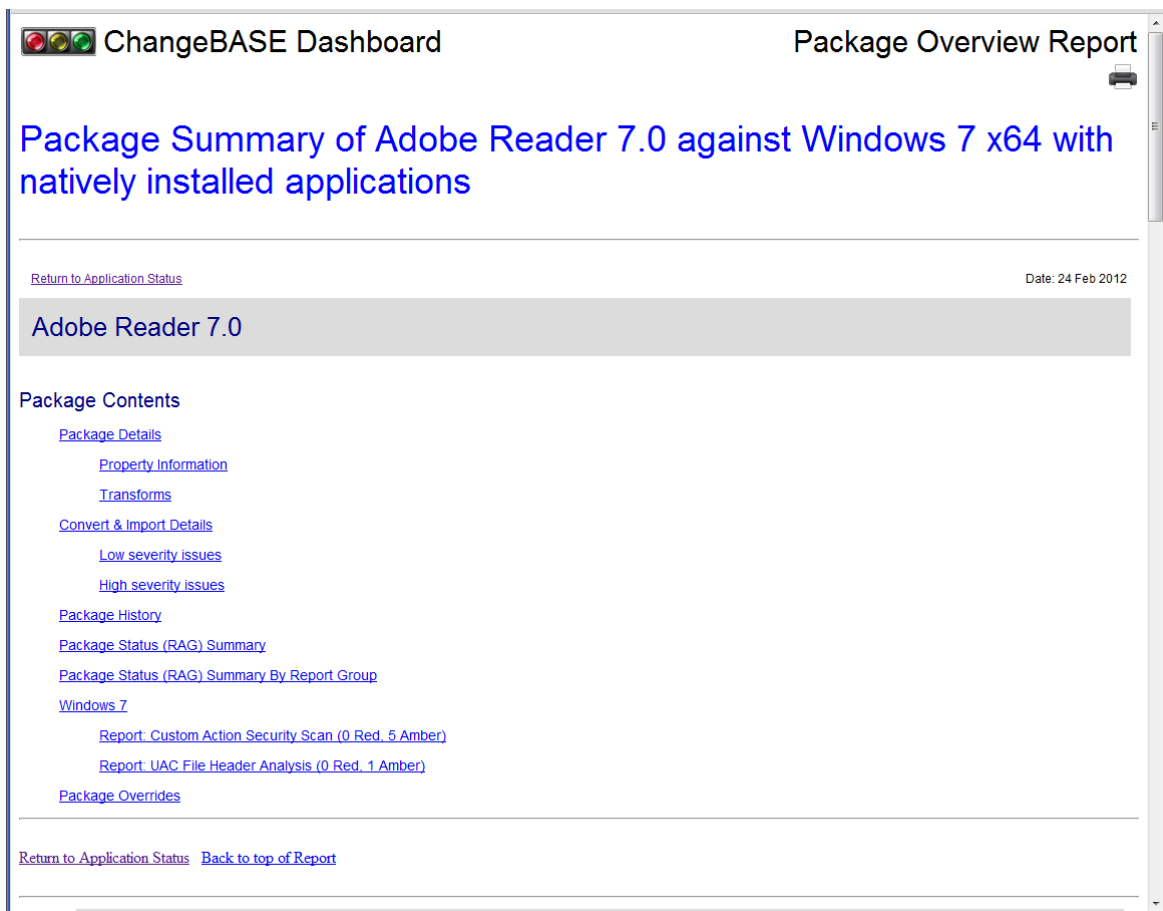 ChangeBASE Dashboard
Package Overview Report
Package Summary of Adobe Reader 7.0 against Windows 7 x64 with
natively installed applications
Return to Application Status
Date: 24 Feb 2012
Adobe Reader 7.0
Package Contents
Package Details
Property Information
Transforms
Convert & Import Details
Low severity issues
High severity issues
Package History
Package Status (RAG) Summary
Package Status (RAG) Summary By Report Group
Windows 7
Report: Custom Action Security Scan (0 Red, 5 Amber)
Report: UAC File Header Analysis (0 Red, 1 Amber)
Package Overrides
Return to Application Status Back to top of Report